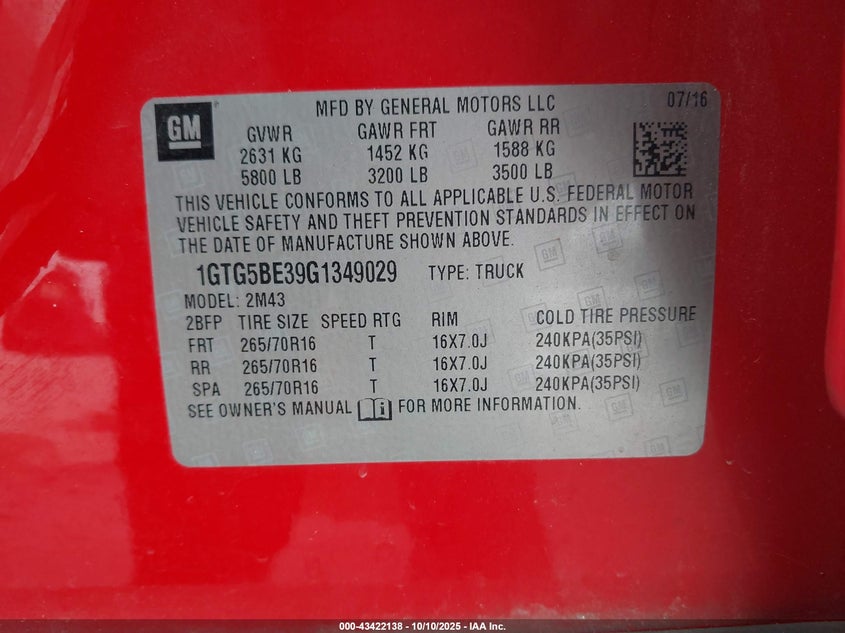 MFD BY GENERAL MOTORS LLC 07/16
GM
GVWR GAWR FRT GAWR RR
2631 KG 1452 KG 1588 KG
5800 LB 3200 LB 3500 LB
THIS VEHICLE CONFORMS TO ALL APPLICABLE U.S. FEDERAL MOTOR
VEHICLE SAFETY AND THEFT PREVENTION STANDARDS IN EFFECT ON
THE DATE OF MANUFACTURE SHOWN ABOVE.
1GTG5BE39G1349029 TYPE: TRUCK
MODEL: 2M43
2BFP TIRE SIZE SPEED RTG RIM COLD TIRE PRESSURE
FRT 265/70R16 T 16X7.0J 240KPA(35PSI)
RR 265/70R16 T 16X7.0J 240KPA(35PSI)
SPA 265/70R16 T 16X7.0J 240KPA(35PSI)
SEE OWNER'S MANUAL i FOR MORE INFORMATION.
000-43422138 - 10/10/2025 - IAA Inc.